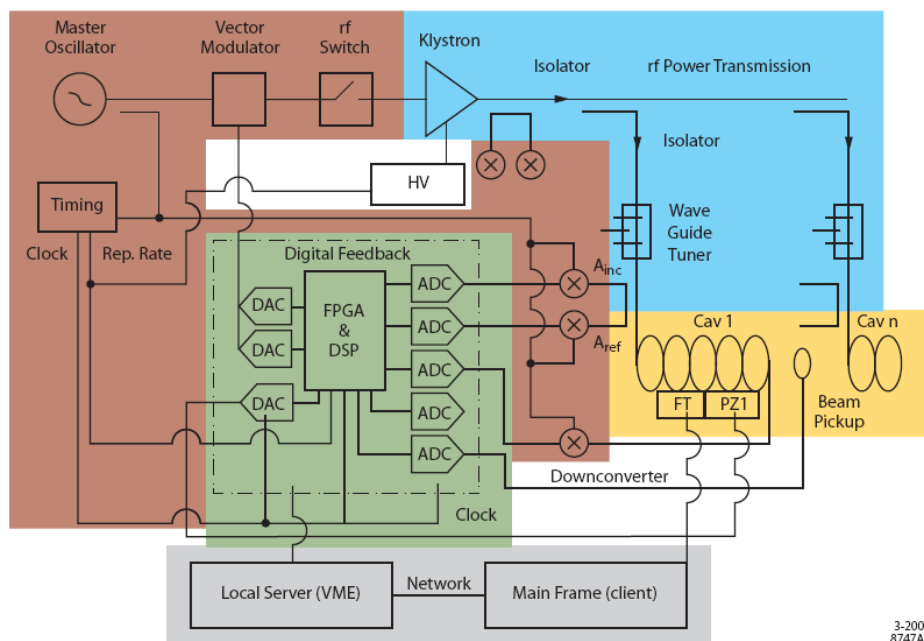 Master
Oscillator
Vector
Modulator
rf
Switch
Klystron
Isolator
rf Power Transmission
Isolator
HV
Timing
Clock
Rep. Rate
Wave
Guide
Tuner
Digital Feedback
DAC
DAC
DAC
FPGA
&
DSP
ADC
ADC
ADC
ADC
ADC
Ainc
Aref
Cav 1
Cav n
FT
PZ1
Beam
Pickup
Downconverter
Clock
Local Server (VME)
Network
Main Frame (client)
3-200
8747A